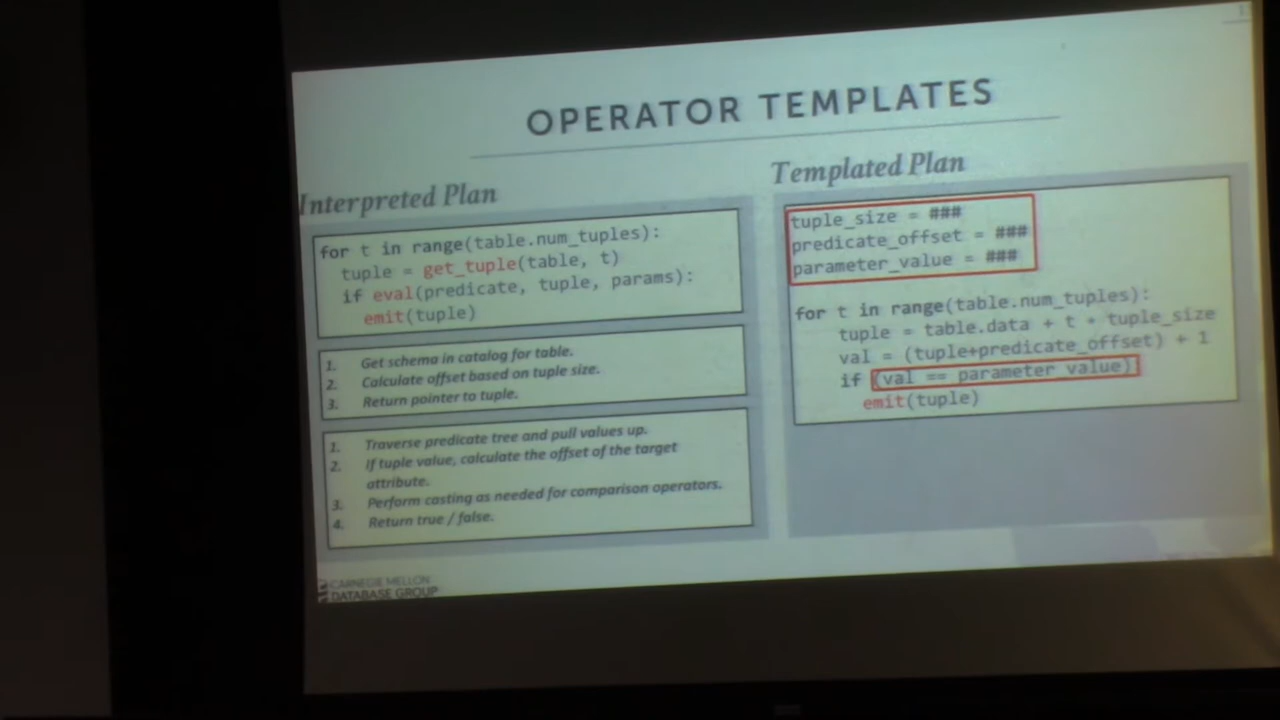 OPERATOR TEMPLATES
Interpreted Plan
for t in range(table.num_tuples):
tuple = get_tuple(table, t)
if eval(predicate, tuple, params):
emit(tuple)
1. Get schema in catalog for table.
2. Calculate offset based on tuple size.
3. Return pointer to tuple.
1. Traverse predicate tree and pull values up.
2. If tuple value, calculate the offset of the target
attribute.
3. Perform casting as needed for comparison operators.
4. Return true / false.
Templated Plan
tuple_size = ###
predicate_offset = ###
parameter_value = ###
for t in range(table.num_tuples):
tuple = table.data + t * tuple_size
val = (tuple+predicate_offset) + 1
if (val == parameter_value)
emit(tuple)
CARNEGIE MELLON
DATABASE GROUP